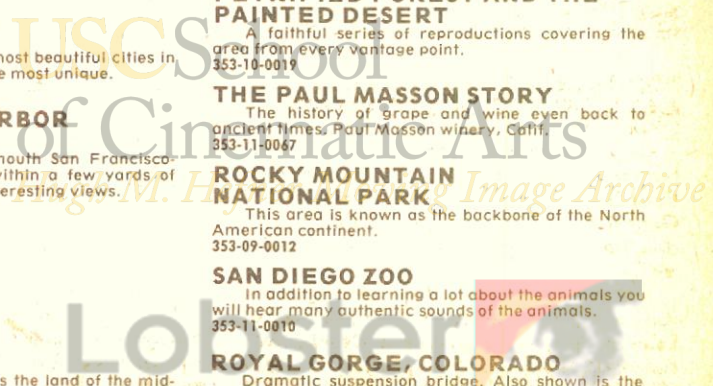 most beautiful cities in
most unique.
RBOR
mouth San Francisco-
within a few yards of
eresting views.
s the land of the mid-
PETRIFIED FOREST AND THE
PAINTED DESERT
A faithful series of reproductions covering the
area from every vantage point.
353-10-0019
THE PAUL MASSON STORY
The history of grape and wine even back to
ancient times. Paul Masson winery, Calif.
353-11-0067
ROCKY MOUNTAIN
NATIONAL PARK
This area is known as the backbone of the North
American continent.
353-09-0012
SAN DIEGO ZOO
In addition to learning a lot about the animals you
will hear many authentic sounds of the animals.
353-11-0010
ROYAL GORGE, COLORADO
Dramatic suspension bridge. Also shown is the
USC School
of Cinematic Arts
Hugh M. Moving Image Archive
Lobster